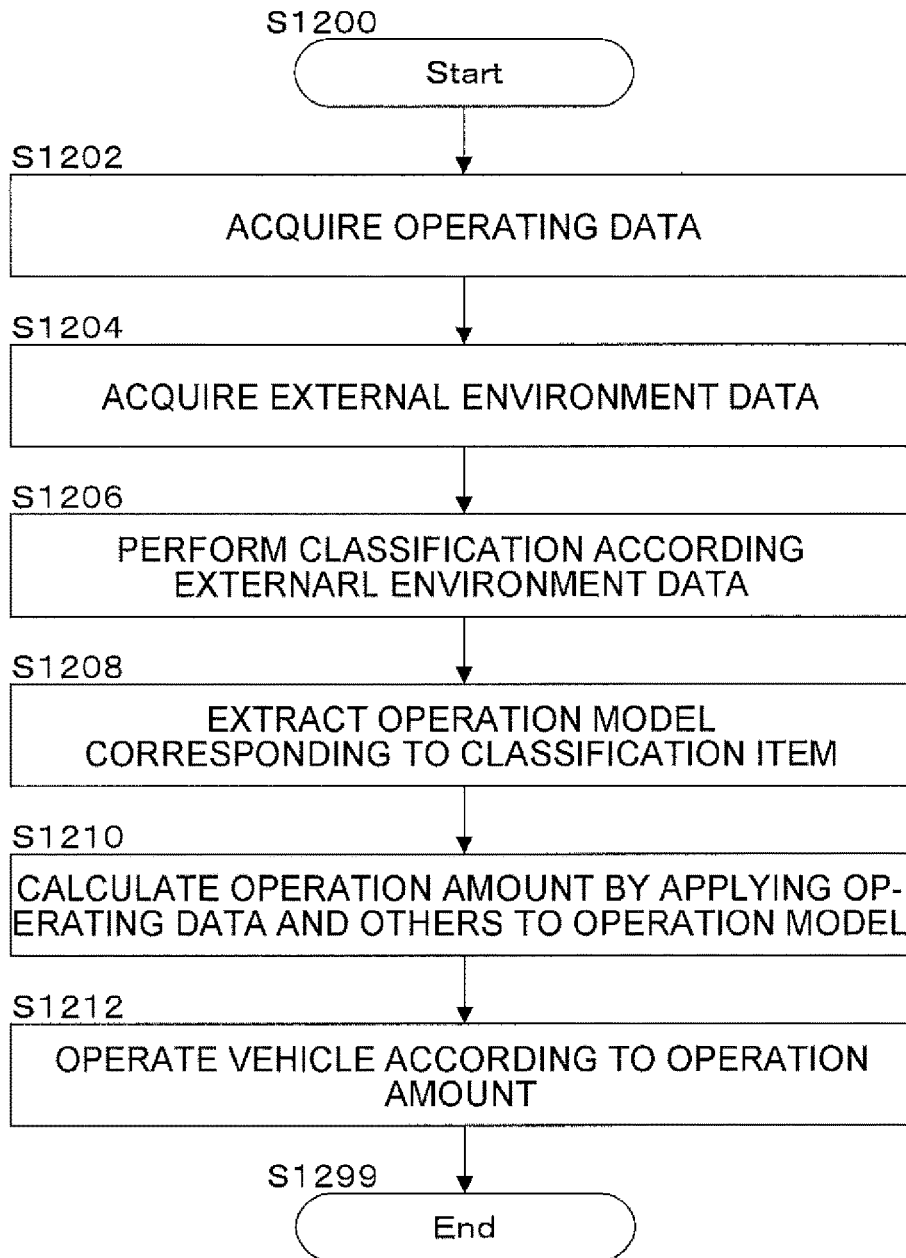 S1200
Start
S1202
ACQUIRE OPERATING DATA
S1204
ACQUIRE EXTERNAL ENVIRONMENT DATA
S1206
PERFORM CLASSIFICATION ACCORDING
EXTERNARL ENVIRONMENT DATA
S1208
EXTRACT OPERATION MODEL
CORRESPONDING TO CLASSIFICATION ITEM
S1210
CALCULATE OPERATION AMOUNT BY APPLYING OP-
ERATING DATA AND OTHERS TO OPERATION MODEL
S1212
OPERATE VEHICLE ACCORDING TO OPERATION
AMOUNT
S1299
End